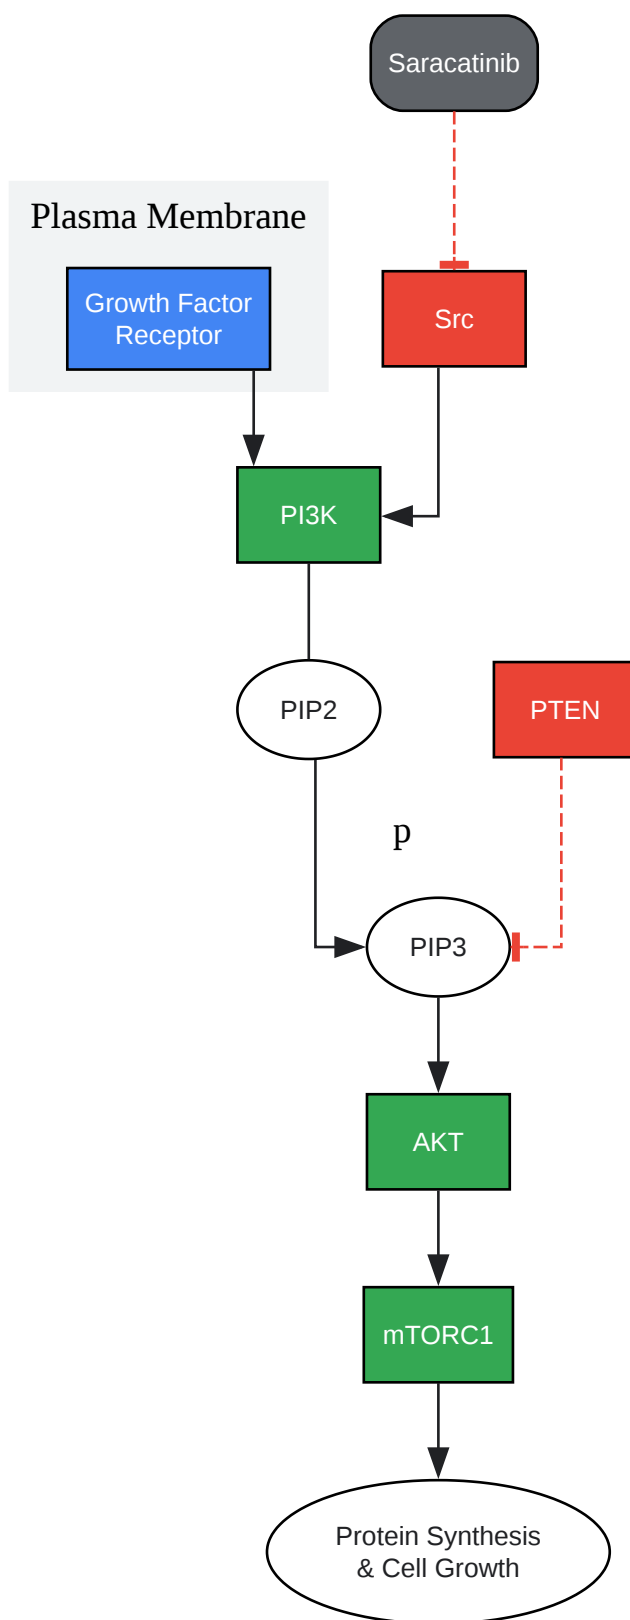 Saracatinib
Plasma Membrane
Growth Factor
Receptor
Src
PI3K
PIP2
PTEN
p
PIP3
AKT
mTORC1
Protein Synthesis
& Cell Growth